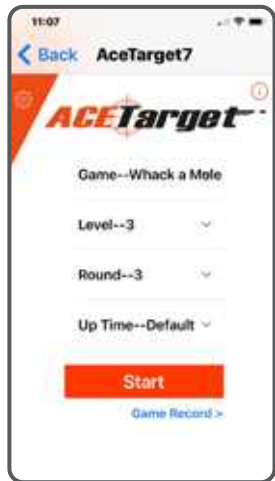 11:07
Back AceTarget7
ACETarget
Game--Whack a Mole
Level--3
Round--3
Up Time--Default
Start
Game Record >